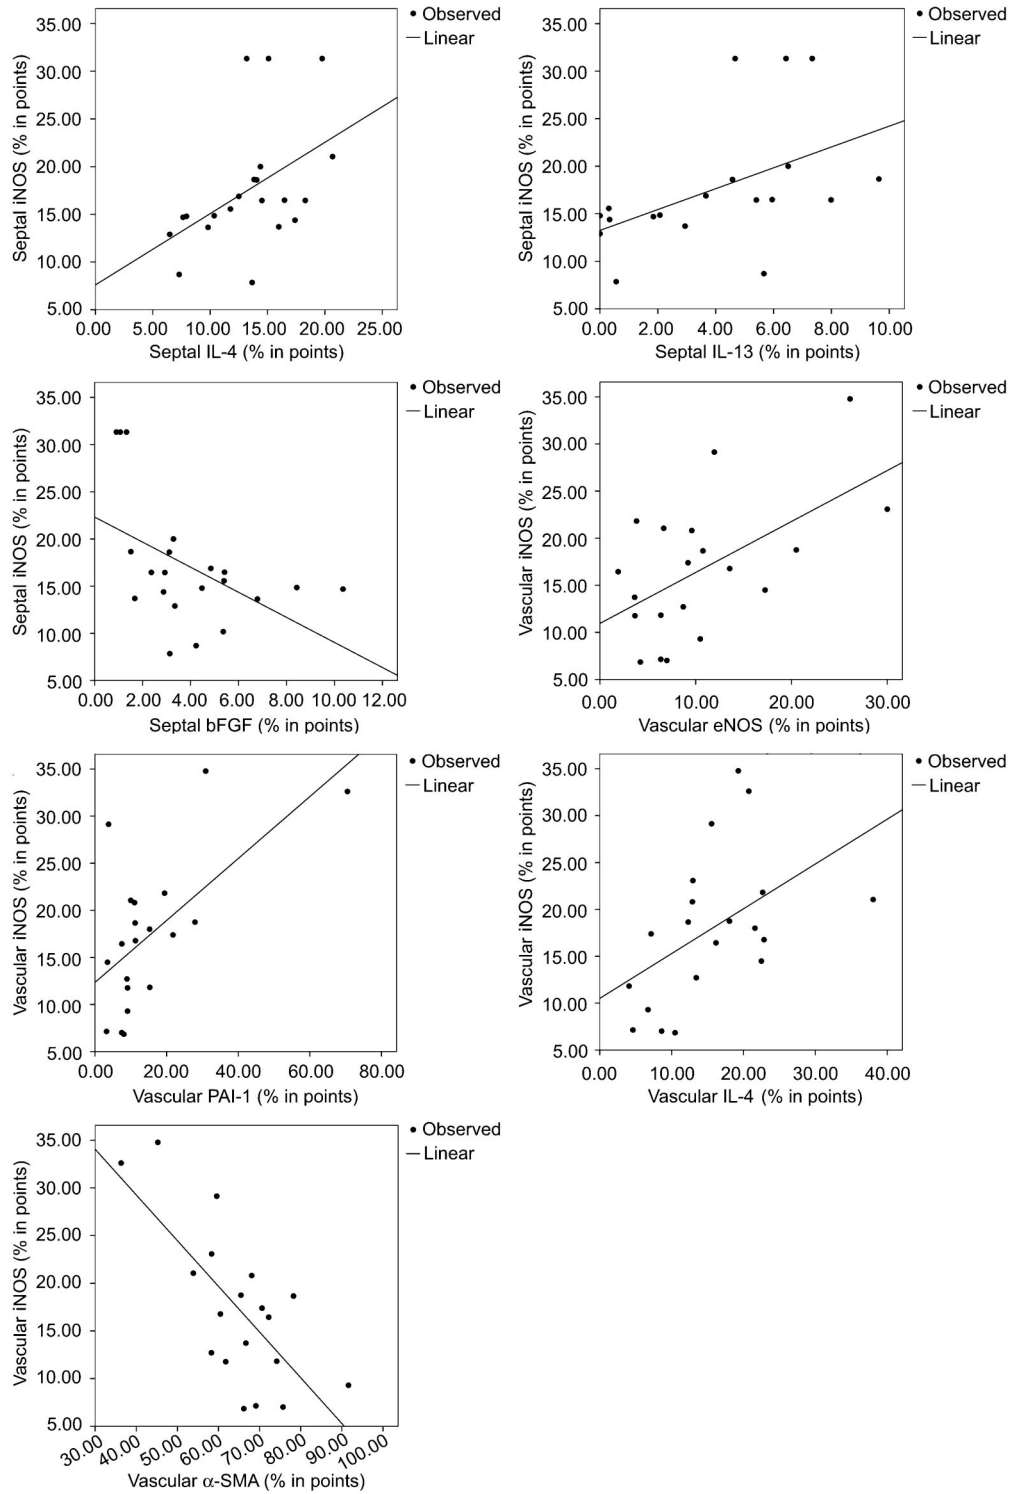 35.00
30.00
25.00
20.00
15.00
10.00
5.00
Septal iNOS (% in points)
0.00 5.00 10.00 15.00 20.00 25.00
Septal IL-4 (% in points)
Observed
Linear
35.00
30.00
25.00
20.00
15.00
10.00
5.00
Septal iNOS (% in points)
0.00 2.00 4.00 6.00 8.00 10.00
Septal IL-13 (% in points)
Observed
Linear
35.00
30.00
25.00
20.00
15.00
10.00
5.00
Septal iNOS (% in points)
0.00 2.00 4.00 6.00 8.00 10.00 12.00
Septal bFGF (% in points)
Observed
Linear
35.00
30.00
25.00
20.00
15.00
10.00
5.00
Vascular iNOS (% in points)
0.00 10.00 20.00 30.00
Vascular eNOS (% in points)
Observed
Linear
35.00
30.00
25.00
20.00
15.00
10.00
5.00
Vascular iNOS (% in points)
0.00 20.00 40.00 60.00 80.00
Vascular PAI-1 (% in points)
Observed
Linear
35.00
30.00
25.00
20.00
15.00
10.00
5.00
Vascular iNOS (% in points)
0.00 10.00 20.00 30.00 40.00
Vascular IL-4 (% in points)
Observed
Linear
35.00
30.00
25.00
20.00
15.00
10.00
5.00
Vascular iNOS (% in points)
30.00 40.00 50.00 60.00 70.00 80.00 90.00 100.00
Vascular α-SMA (% in points)
Observed
Linear